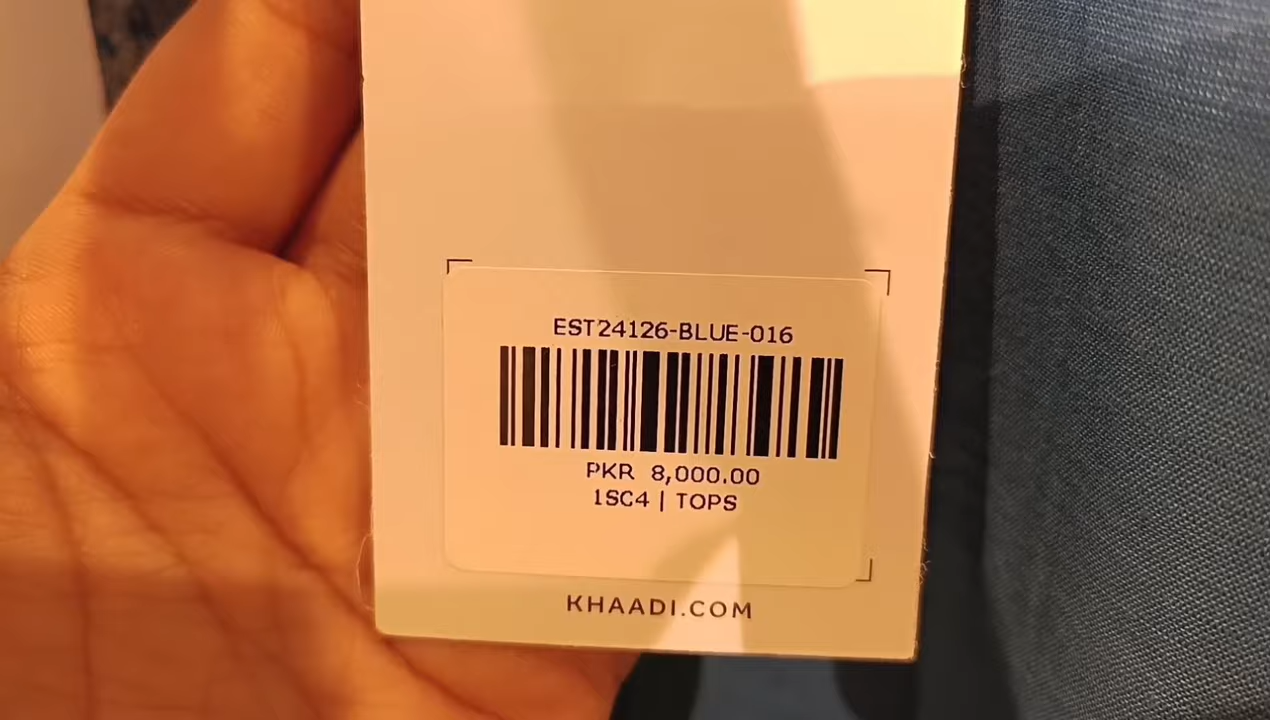 EST24126-BLUE-016
PKR 8,000.00
1SC4 | TOPS
KHAADI.COM